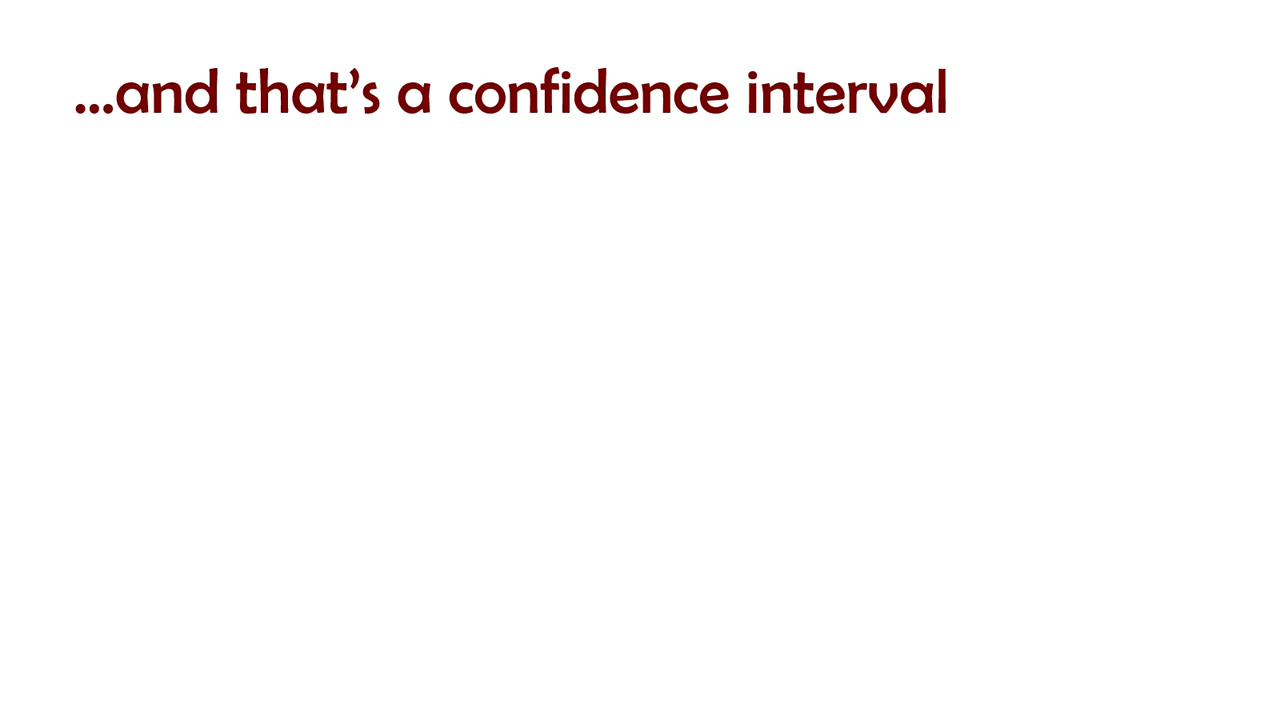 …and that’s a confidence interval